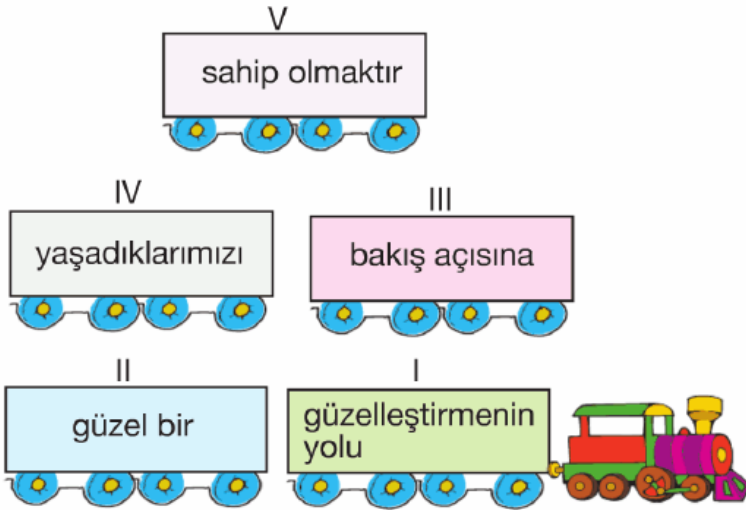 V
sahip olmaktır
IV
yaşadıklarımızı
III
bakış açısına
II
güzel bir
I
güzelleştirmenin
yolu